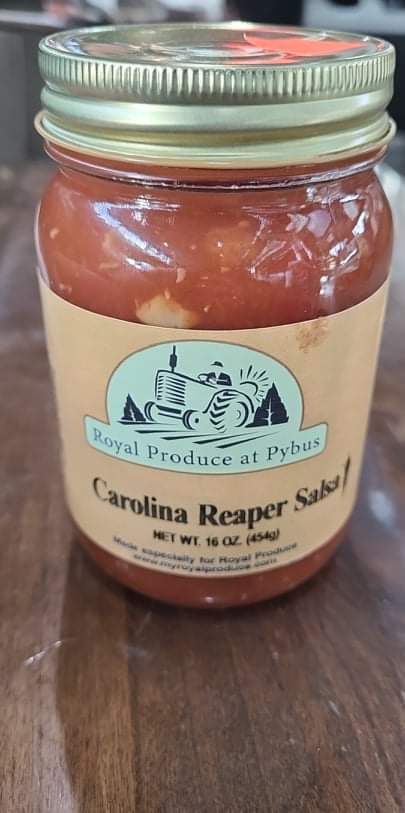 Royal Produce at Pybus
Carolina Reaper Salsa
NET WT. 16 OZ. (454g)
Made especially for Royal Produce
www.myroyalproduce.com